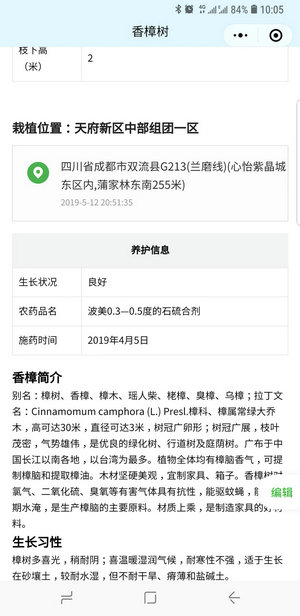 84% 10:05
香樟树
枝下高
（米）
2
栽植位置：天府新区中部组团一区
四川省成都市双流县G213(兰磨线)(心怡紫晶城
东区内,蒲家林东南255米)
2019-5-12 20:51:35
养护信息
生长状况
良好
农药品名
波美0.3—0.5度的石硫合剂
施药时间
2019年4月5日
香樟简介
别名：樟树、香樟、樟木、瑶人柴、栳樟、臭樟、乌樟；拉丁文
名：Cinnamomum camphora (L.) Presl.樟科、樟属常绿大乔
木，高可达30米，直径可达3米，树冠广卵形；树冠广展，枝叶
茂密，气势雄伟，是优良的绿化树、行道树及庭荫树。广布于中
国长江以南各地，以台湾为最多。植物全体均有樟脑香气，可提
制樟脑和提取樟油。木材坚硬美观，宜制家具、箱子。香樟树对
氯气、二氧化硫、臭氧等有害气体具有抗性，能驱蚊蝇，
编辑
期水淹，是生产樟脑的主要原料。材质上乘，是制造家具的好材
料。
生长习性
樟树多喜光，稍耐阴；喜温暖湿润气候，耐寒性不强，适于生长
在砂壤土，较耐水湿，但不耐干旱、瘠薄和盐碱土。